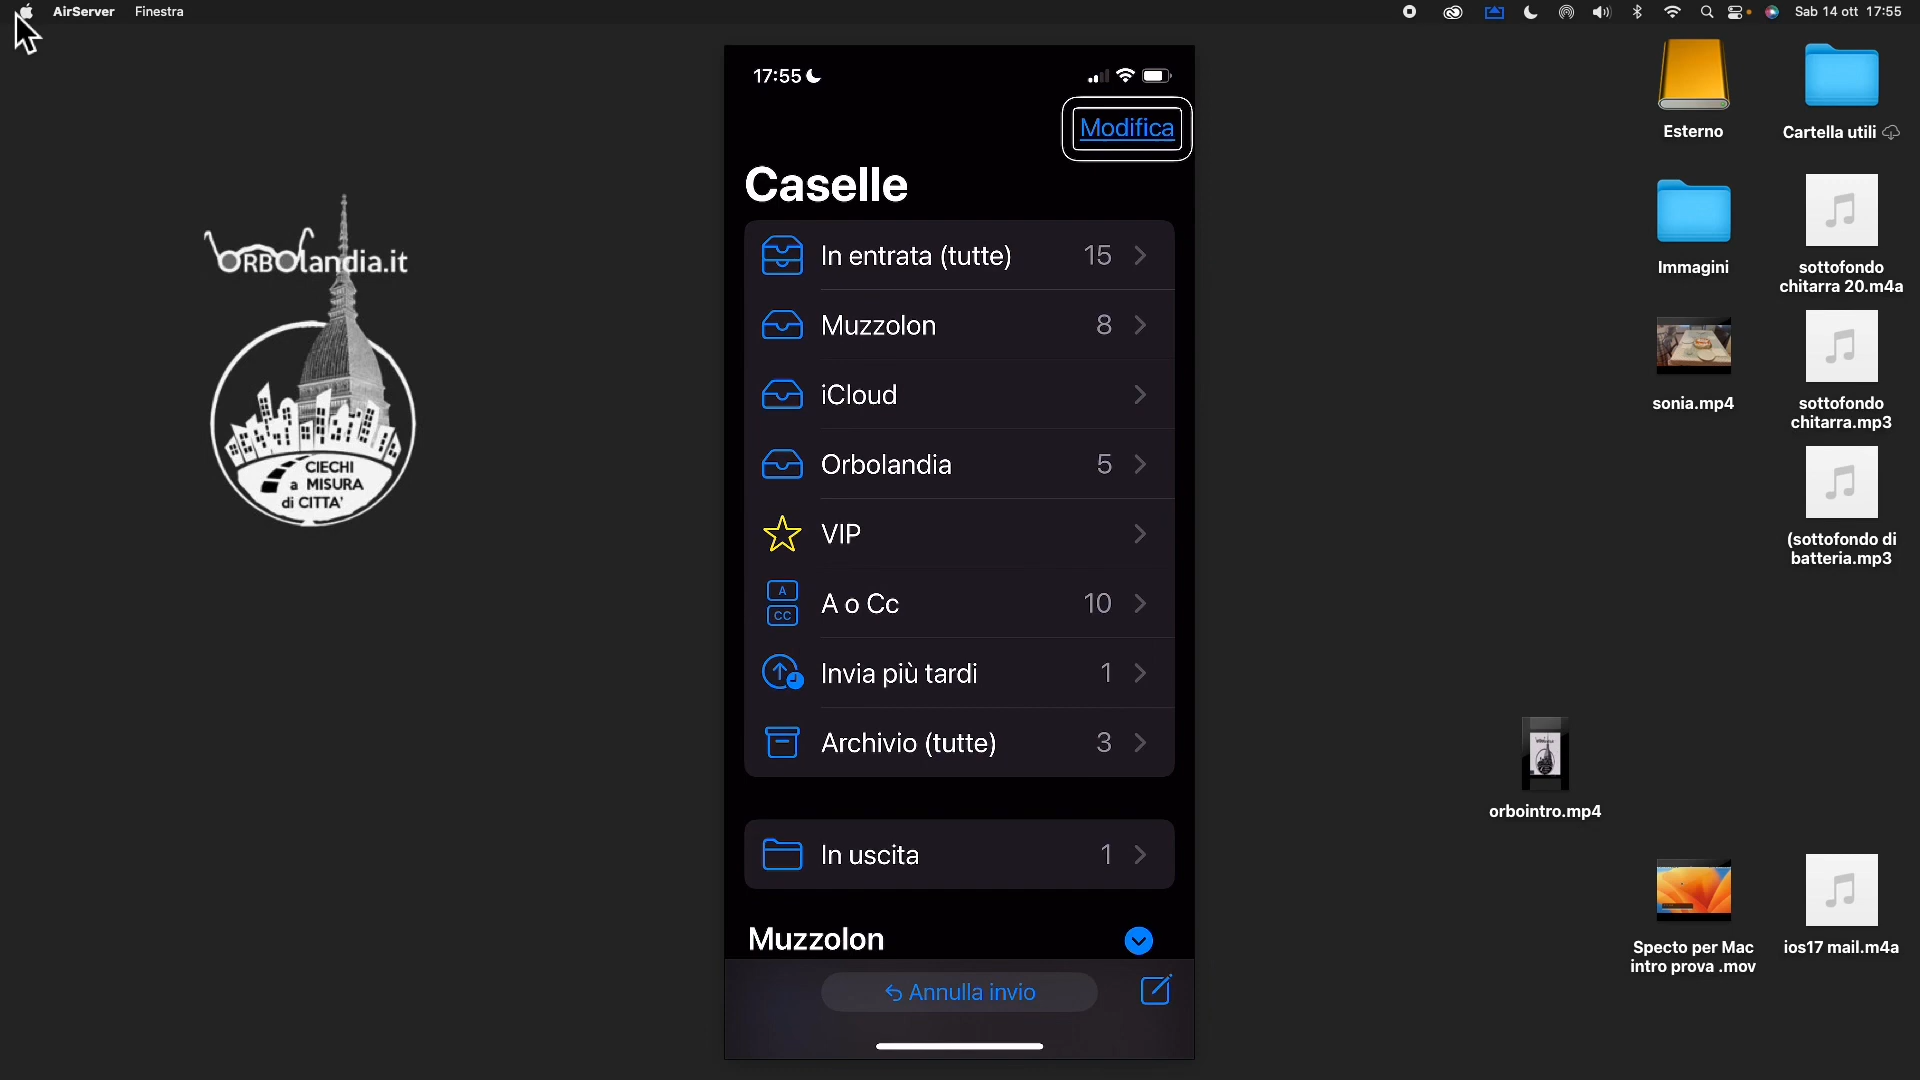 AirServer Finestra
Sab 14 ott 17:55
ORBOlandia.it
CIECHI
a MISURA
di CITTA'
17:55
Modifica
Caselle
In entrata (tutte) 15
Muzzolon 8
iCloud
Orbolandia 5
VIP
A
CC
A o Cc 10
Invia più tardi 1
Archivio (tutte) 3
In uscita 1
Muzzolon
Annulla invio
Esterno
Cartella utili
Immagini
sottofondo
chitarra 20.m4a
sonia.mp4
sottofondo
chitarra.mp3
(sottofondo di
batteria.mp3
orbointro.mp4
Specto per Mac
intro prova .mov
ios17 mail.m4a